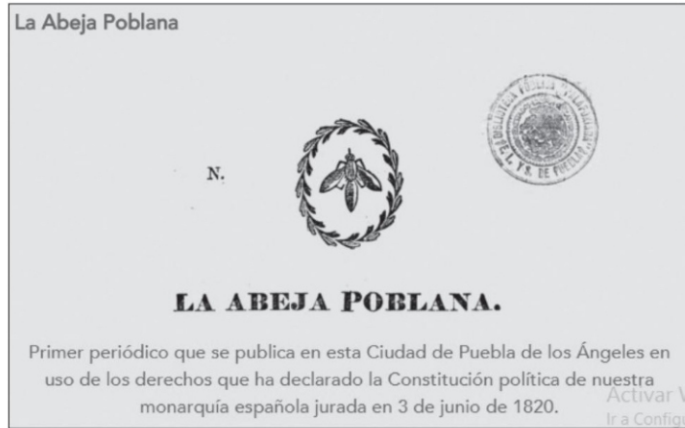 La Abeja Poblana
N.
LA ABEJA POBLANA.
Primer periódico que se publica en esta Ciudad de Puebla de los Ángeles en
uso de los derechos que ha declarado la Constitución política de nuestra
monarquía española jurada en 3 de junio de 1820.
Activar
Ir a Config